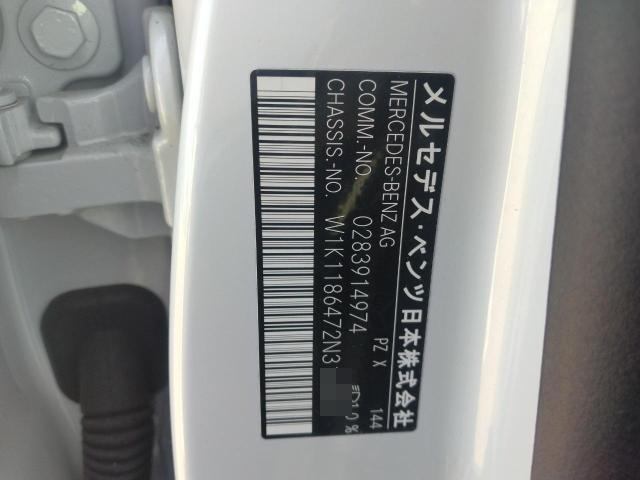 メルセデス・ベンツ日本株式会社
MERCEDES-BENZ AG PZ X 144
COMM.-NO. 0283914974
CHASSIS.-NO. W1K1186472N3